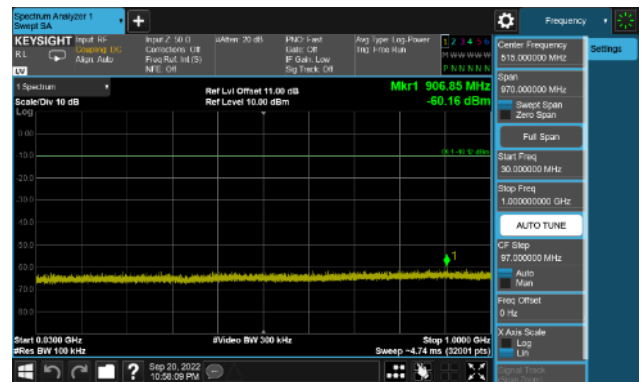 Spectrum Analyzer 1
Swept SA
+
Frequency
KEYSIGHT
RL
Input: RF
Coupling: DC
Align: Auto
Input Z: 50 Ω
Corrections: Off
Freq Ref: Int (S)
NFE: Off
#Atten: 20 dB
PNO: Fast
Gate: Off
IF Gain: Low
Sig Track: Off
Avg Type: Log-Power
Trig: Free Run
1 2 3 4 5 6
M W W W W W
P N N N N N
LW
1 Spectrum
Scale/Div 10 dB
Log
Ref Lvl Offset 11.00 dB
Ref Level 10.00 dBm
Mkr1 906.85 MHz
-60.16 dBm
0.00
-10.0
-20.0
-30.0
-40.0
-50.0
-60.0
-70.0
-80.0
1
Start 0.0300 GHz
#Res BW 100 kHz
#Video BW 300 kHz
Stop 1.0000 GHz
Sweep ~4.74 ms (32001 pts)
Sep 20, 2022
10:58:09 PM
?
Center Frequency
515.000000 MHz
Settings
Span
970.000000 MHz
Swept Span
Zero Span
Full Span
Start Freq
30.000000 MHz
Stop Freq
1.000000000 GHz
AUTO TUNE
CF Step
97.000000 MHz
Auto
Man
Freq Offset
0 Hz
X Axis Scale
Log
Lin
Signal Track